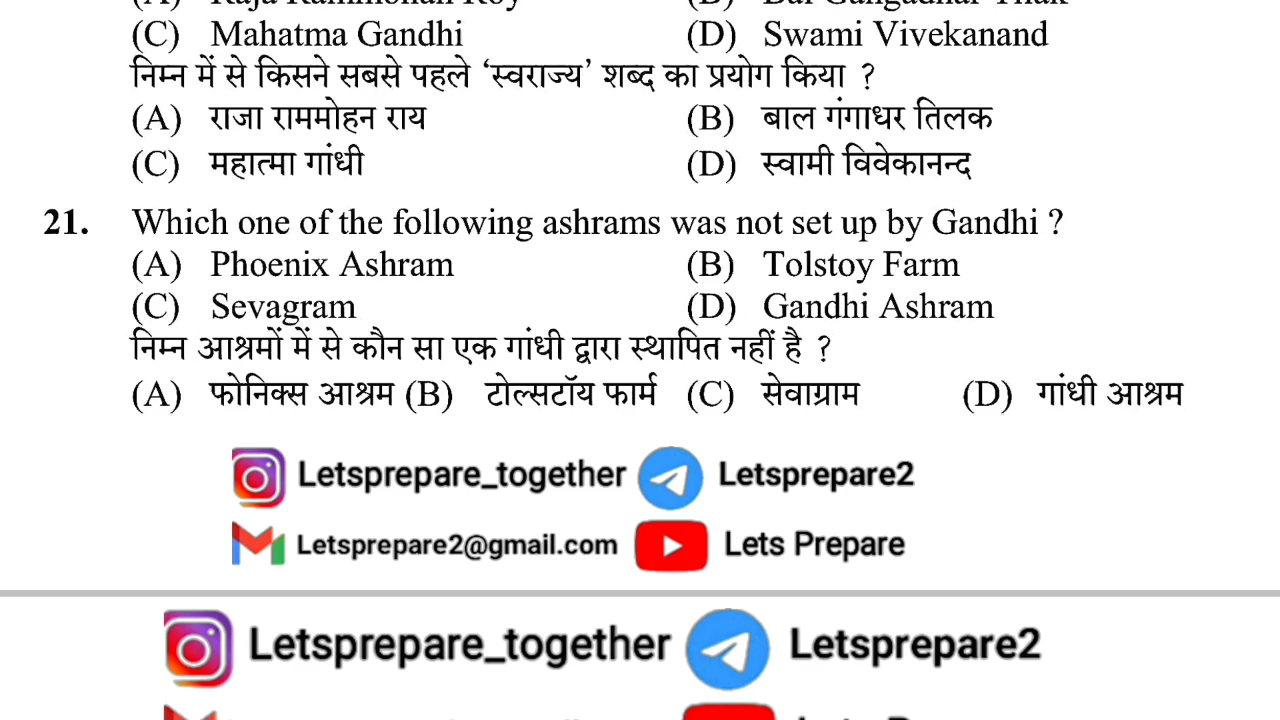 (C) Mahatma Gandhi (D) Swami Vivekanand
निम्न में से किसने सबसे पहले ‘स्वराज्य’ शब्द का प्रयोग किया ?
(A) राजा राममोहन राय (B) बाल गंगाधर तिलक
(C) महात्मा गांधी (D) स्वामी विवेकानन्द
21. Which one of the following ashrams was not set up by Gandhi ?
(A) Phoenix Ashram (B) Tolstoy Farm
(C) Sevagram (D) Gandhi Ashram
निम्न आश्रमों में से कौन सा एक गांधी द्वारा स्थापित नहीं है ?
(A) फोनिक्स आश्रम (B) टोल्सटॉय फार्म (C) सेवाग्राम (D) गांधी आश्रम
Letsprepare_together Letsprepare2
Letsprepare2@gmail.com Lets Prepare
Letsprepare_together Letsprepare2